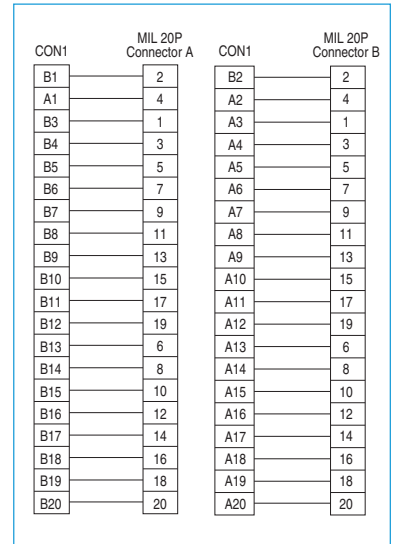 MIL 20P MIL 20P
CON1 Connector A CON1 Connector B
B1 2 B2 2
A1 4 A2 4
B3 1 A3 1
B4 3 A4 3
B5 5 A5 5
B6 7 A6 7
B7 9 A7 9
B8 11 A8 11
B9 13 A9 13
B10 15 A10 15
B11 17 A11 17
B12 19 A12 19
B13 6 A13 6
B14 8 A14 8
B15 10 A15 10
B16 12 A16 12
B17 14 A17 14
B18 16 A18 16
B19 18 A19 18
B20 20 A20 20